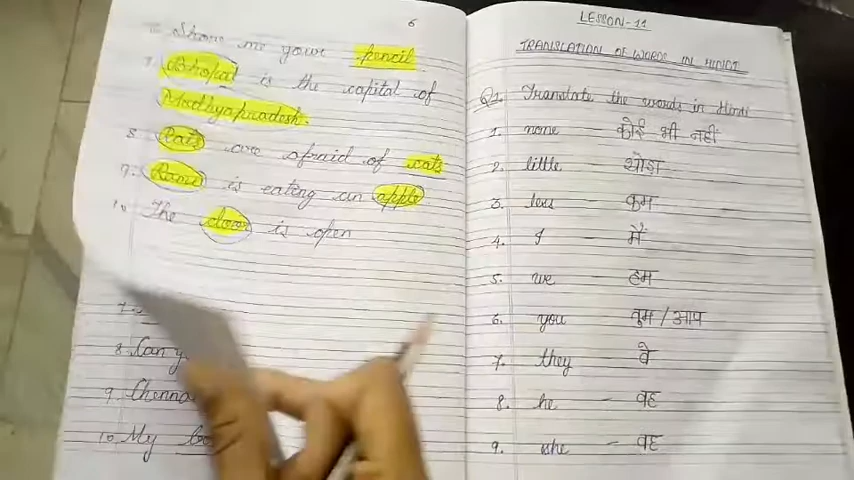 6
Show me your pencil
7. Bhopal is the capital of
Madhyapradesh.
8. Rats are afraid of cats
9. Rama is eating an apple
10. The door is open
7.
8. Can y
9. Chenna
10. My
LESSON-11
TRANSLATION OF WORDS IN HINDI
Q1. Translate the words in Hindi
1. none - कोई भी नहीं
2. little - थोड़ा
3. less - कम
4. I - मैं
5. we - हम
6. you - तुम / आप
7. they - वे
8. he - वह
9. she - वह